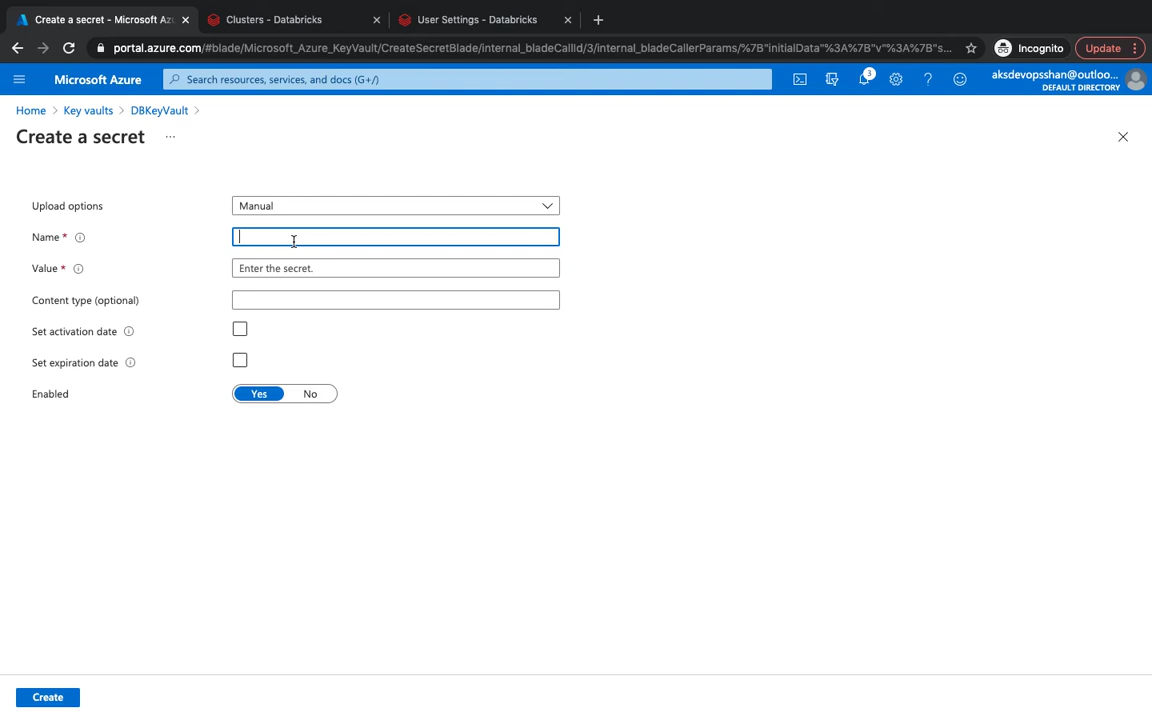 Create a secret - Microsoft Az
Clusters - Databricks
User Settings - Databricks
portal.azure.com/#blade/Microsoft_Azure_KeyVault/CreateSecretBlade/internal_bladeCallId/3/internal_bladeCallerParams/%7B"initialData"%3A%7B"v"%3A%7B"s...
Incognito
Update
Microsoft Azure
Search resources, services, and docs (G+/)
3
aksdevopsshan@outloo...
DEFAULT DIRECTORY
Home > Key vaults > DBKeyVault >
Create a secret ...
Upload options
Manual
Name *
Value *
Enter the secret.
Content type (optional)
Set activation date
Set expiration date
Enabled
Yes No
Create